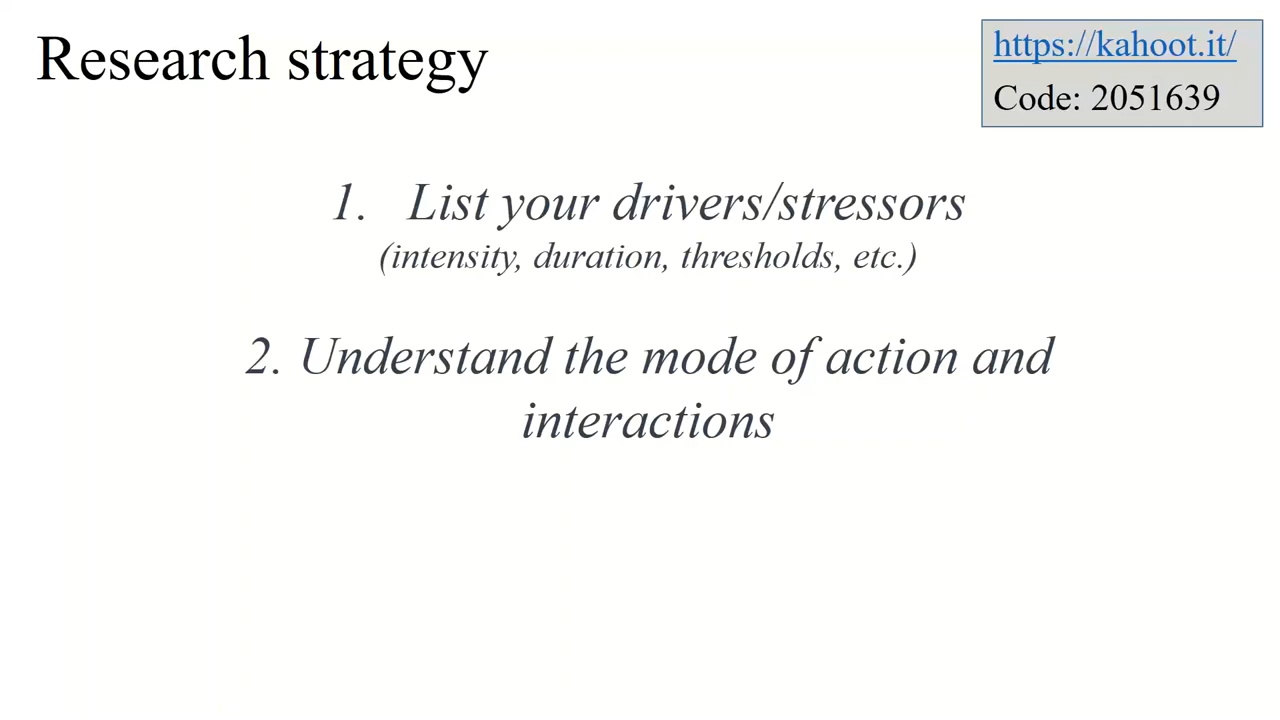 Research strategy
https://kahoot.it/
Code: 2051639
1. List your drivers/stressors
(intensity, duration, thresholds, etc.)
2. Understand the mode of action and
interactions